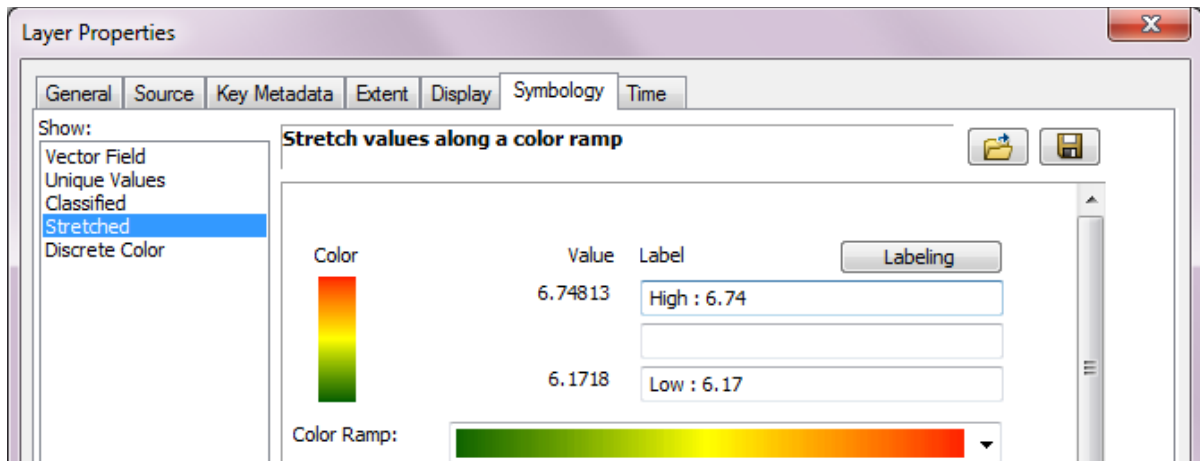 Layer Properties
General Source Key Metadata Extent Display Symbology Time
Show:
Vector Field
Unique Values
Classified
Stretched
Discrete Color
Stretch values along a color ramp
Color Value Label Labeling
6.74813 High : 6.74
6.1718 Low : 6.17
Color Ramp: